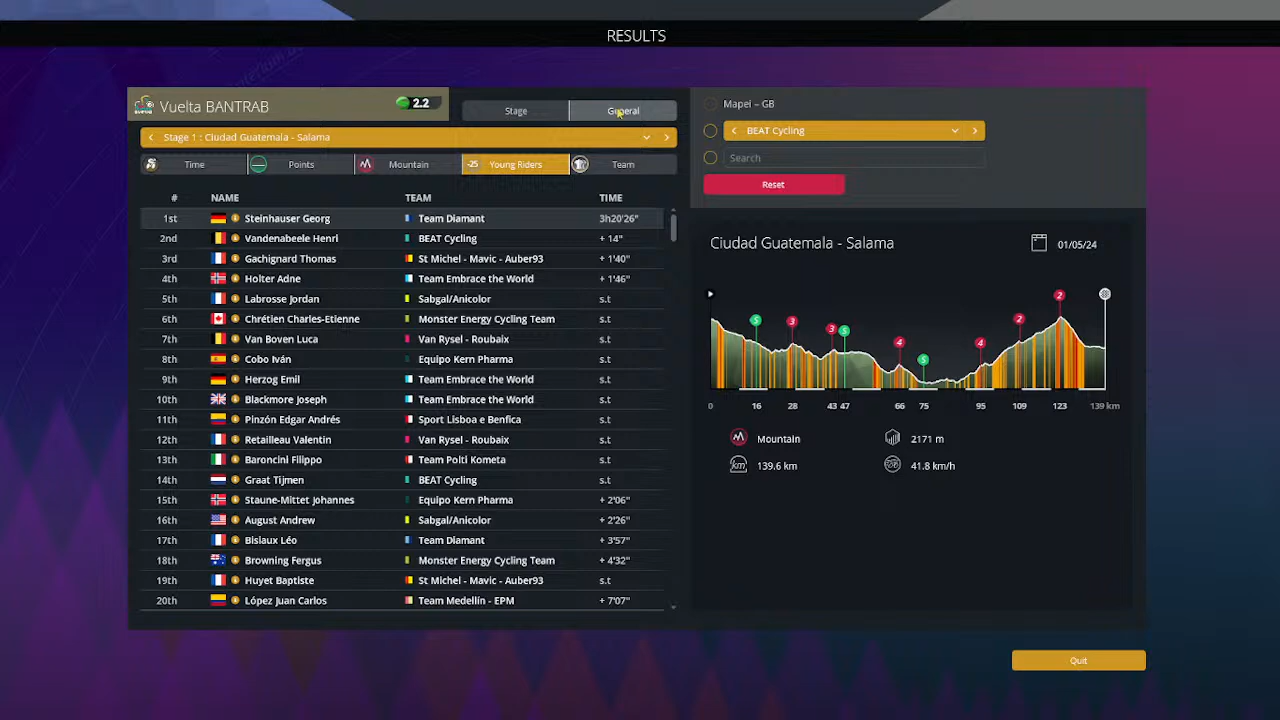 RESULTS
Vuelta BANTRAB
2.2
Stage
General
Stage 1 : Ciudad Guatemala - Salama
Time
Points
Mountain
-25 Young Riders
Team
# NAME TEAM TIME
1st Steinhauser Georg Team Diamant 3h20'26"
2nd Vandenabeele Henri BEAT Cycling + 14"
3rd Gachignard Thomas St Michel - Mavic - Auber93 + 1'40"
4th Holter Adne Team Embrace the World + 1'46"
5th Labrosse Jordan Sabgal/Anicolor s.t
6th Chrétien Charles-Etienne Monster Energy Cycling Team s.t
7th Van Boven Luca Van Rysel - Roubaix s.t
8th Cobo Iván Equipo Kern Pharma s.t
9th Herzog Emil Team Embrace the World s.t
10th Blackmore Joseph Team Embrace the World s.t
11th Pinzón Edgar Andrés Sport Lisboa e Benfica s.t
12th Retailleau Valentin Van Rysel - Roubaix s.t
13th Baroncini Filippo Team Polti Kometa s.t
14th Graat Tijmen BEAT Cycling s.t
15th Staune-Mittet Johannes Equipo Kern Pharma + 2'06"
16th August Andrew Sabgal/Anicolor + 2'26"
17th Bisiaux Léo Team Diamant + 3'57"
18th Browning Fergus Monster Energy Cycling Team + 4'32"
19th Huyet Baptiste St Michel - Mavic - Auber93 s.t
20th López Juan Carlos Team Medellín - EPM + 7'07"
Mapei – GB
BEAT Cycling
Search
Reset
Ciudad Guatemala - Salama
01/05/24
S 3 3 S 4 S 4 2 2
0 16 28 43 47 66 75 95 109 123 139 km
Mountain
2171 m
km 139.6 km
41.8 km/h
Quit